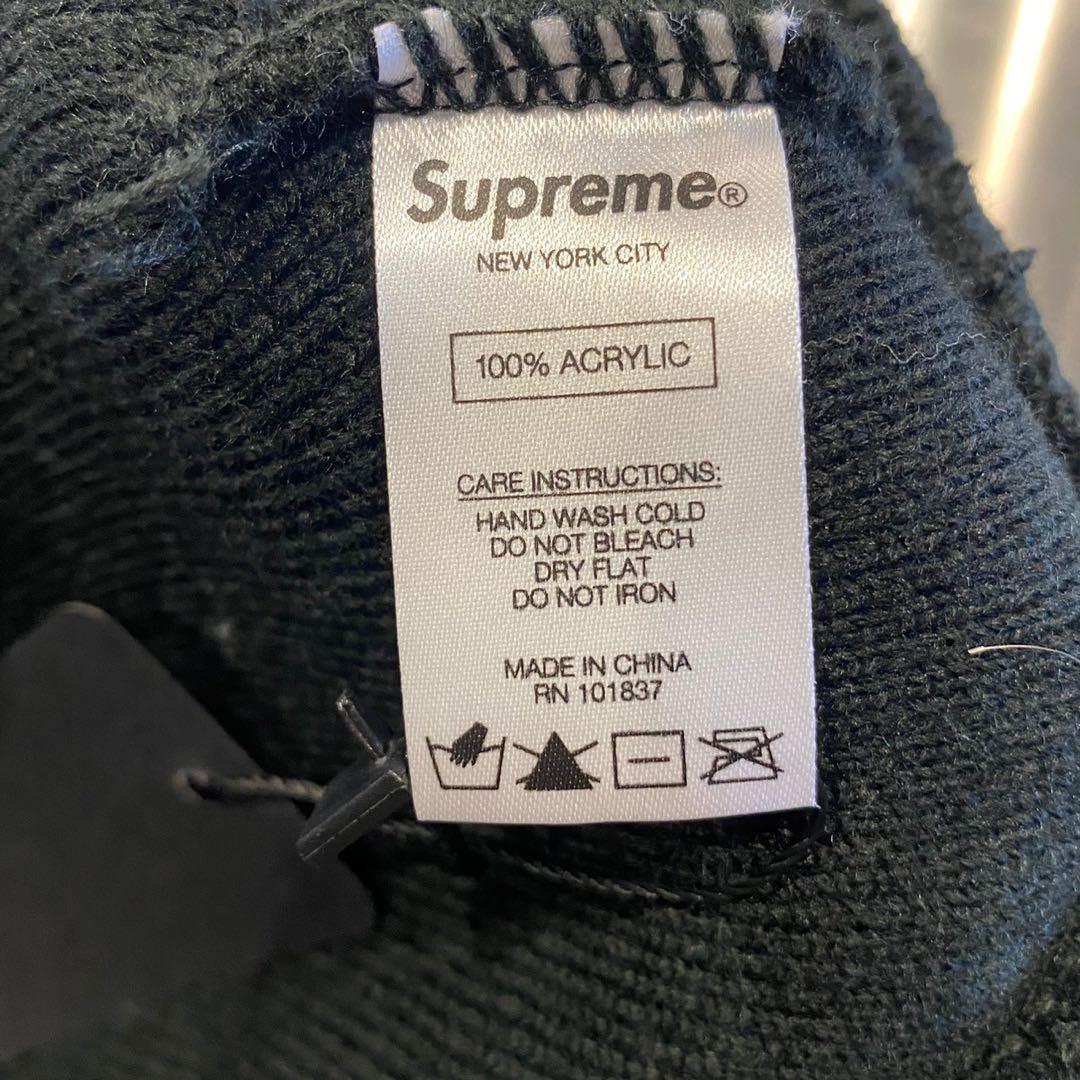 Supreme®
NEW YORK CITY
100% ACRYLIC
CARE INSTRUCTIONS:
HAND WASH COLD
DO NOT BLEACH
DRY FLAT
DO NOT IRON
MADE IN CHINA
RN 101837